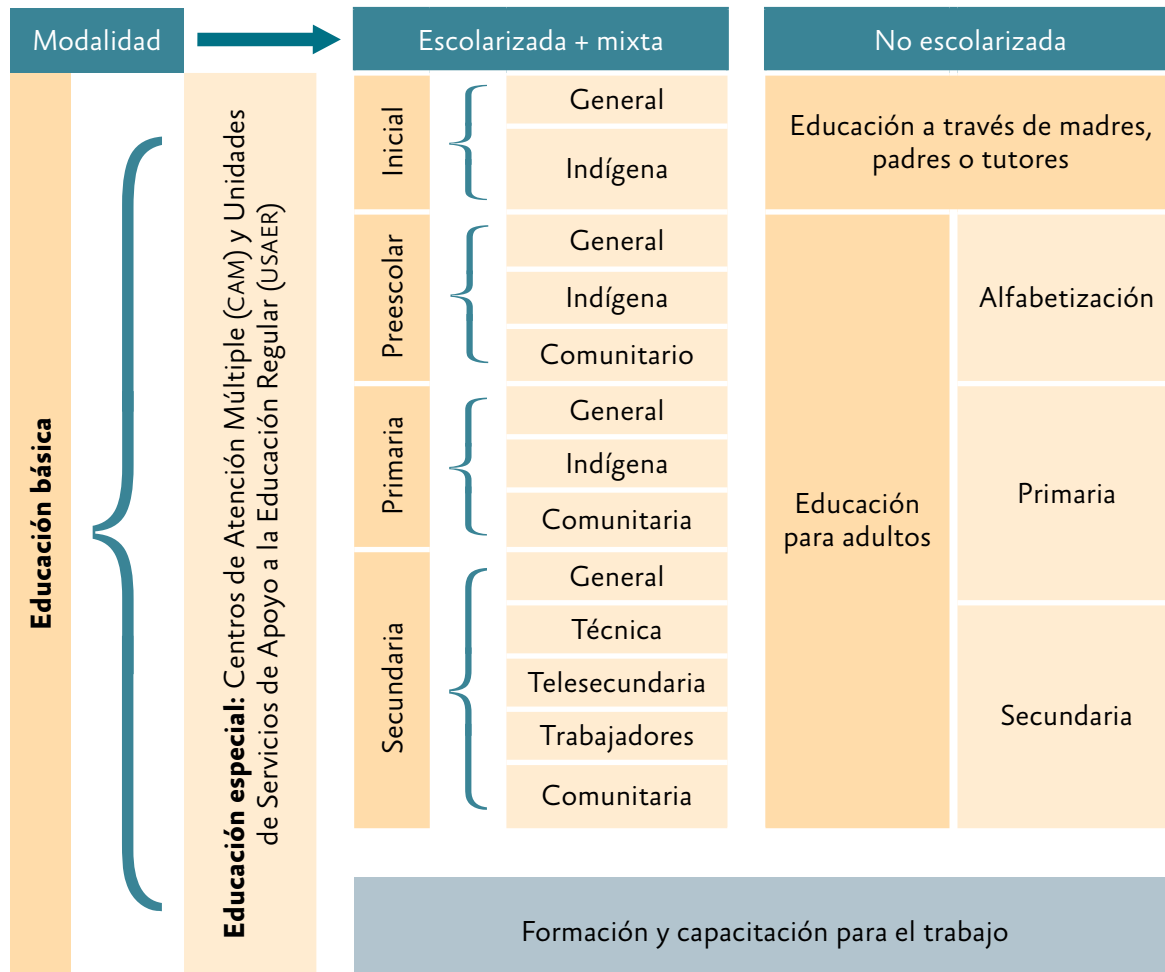 Modalidad
Escolarizada + mixta
No escolarizada
Educación básica
Educación especial: Centros de Atención Múltiple (CAM) y Unidades
de Servicios de Apoyo a la Educación Regular (USAER)
Inicial
General
Indígena
Preescolar
General
Indígena
Comunitario
Primaria
General
Indígena
Comunitaria
Secundaria
General
Técnica
Telesecundaria
Trabajadores
Comunitaria
Educación a través de madres,
padres o tutores
Educación
para adultos
Alfabetización
Primaria
Secundaria
Formación y capacitación para el trabajo